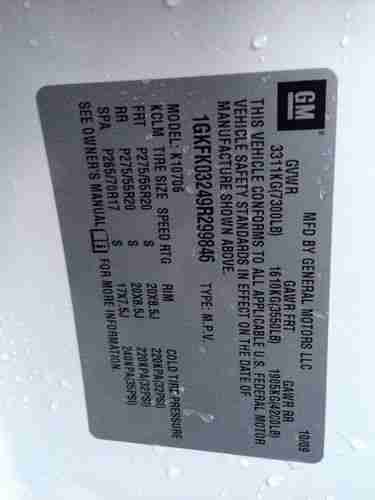 GM
MFD BY GENERAL MOTORS LLC 10/09
GVWR GAWR FRT GAWR RR
3311KG(7300LB) 1610KG(3550LB) 1905KG(4200LB)
THIS VEHICLE CONFORMS TO ALL APPLICABLE U.S. FEDERAL MOTOR
VEHICLE SAFETY STANDARDS IN EFFECT ON THE DATE OF
MANUFACTURE SHOWN ABOVE.
1GKFK03249R299846 TYPE: M.P.V.
MODEL: K10706
KCLM TIRE SIZE SPEED RTG RIM COLD TIRE PRESSURE
FRT P275/55R20 S 20X8.5J 220KPA(32PSI)
RR P275/55R20 S 20X8.5J 220KPA(32PSI)
SPA P265/70R17 S 17X7.5J 240KPA(35PSI)
SEE OWNER'S MANUAL FOR MORE INFORMATION.